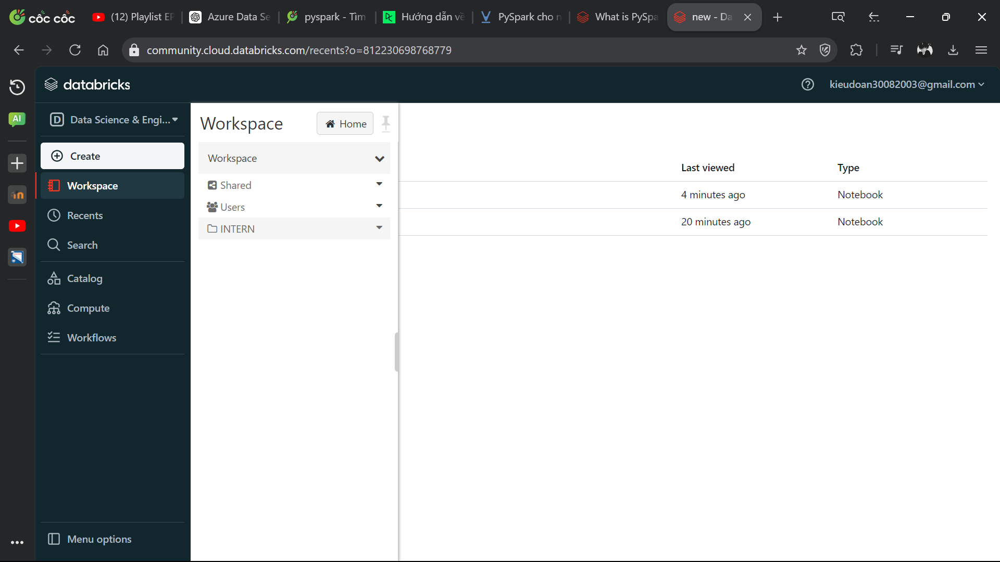 cốc cốc
(12) Playlist EP
Azure Data Se
pyspark - Tìm
Hướng dẫn về
PySpark cho n
What is PySpa
new - Da
community.cloud.databricks.com/recents?o=812230698768779
AI
databricks
kieudoan30082003@gmail.com
D Data Science & Engi...
Workspace
Home
Create
Workspace
Last viewed
Type
Workspace
Shared
4 minutes ago
Notebook
Recents
Users
20 minutes ago
Notebook
INTERN
Search
Catalog
Compute
Workflows
Menu options